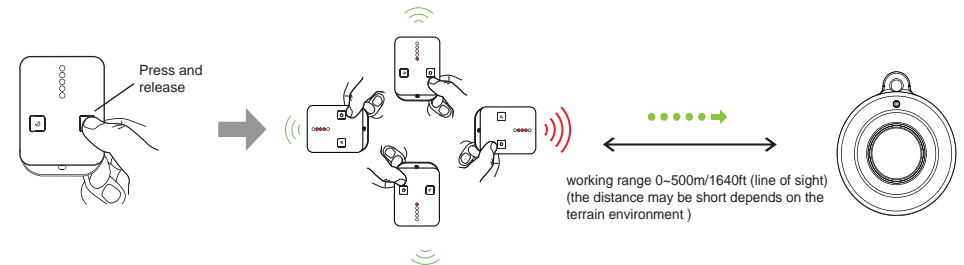 Press and
release
working range 0~500m/1640ft (line of sight)
(the distance may be short depends on the
terrain environment )